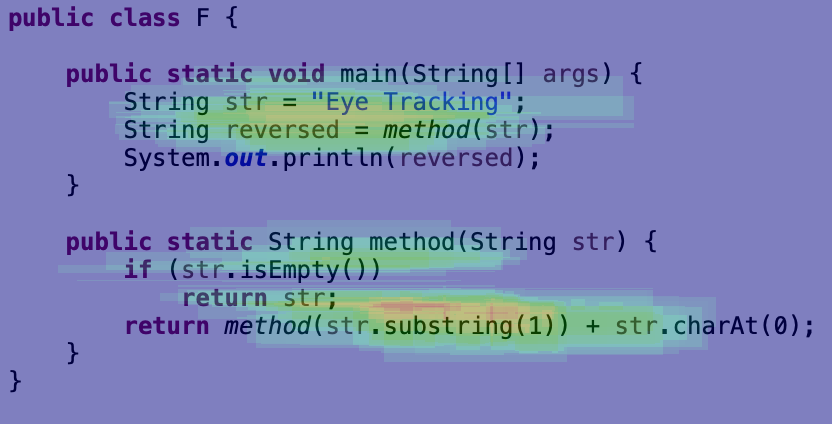 public class F {
public static void main(String[] args) {
String str = "Eye Tracking";
String reversed = method(str);
System.out.println(reversed);
}
public static String method(String str) {
if (str.isEmpty())
return str;
return method(str.substring(1)) + str.charAt(0);
}
}